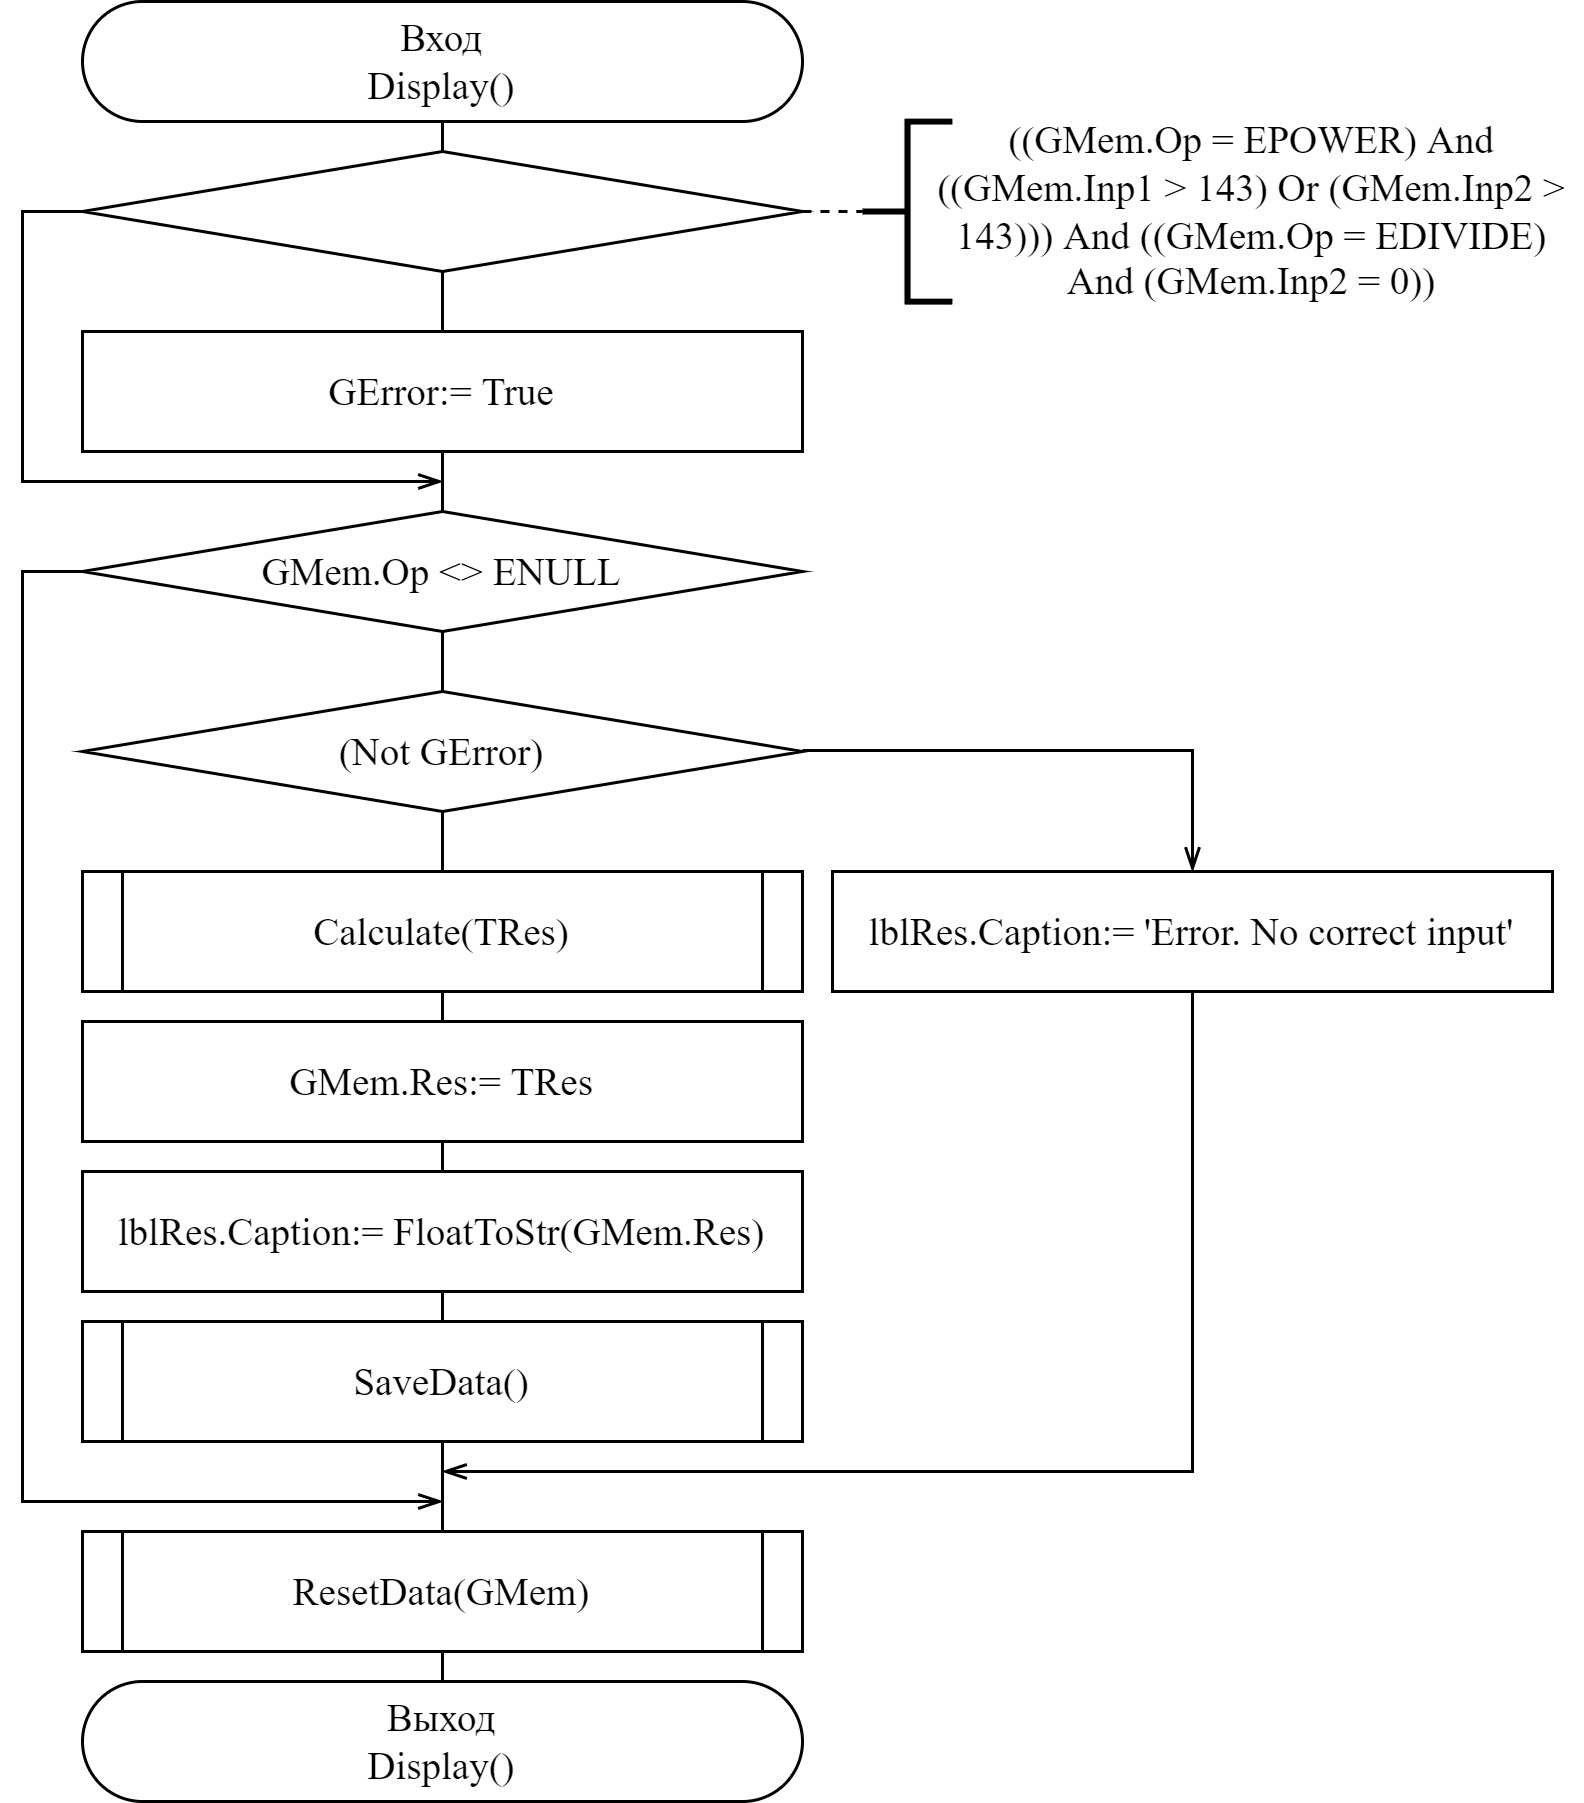 Вход
Display()
((GMem.Op = EPOWER) And
((GMem.Inp1 > 143) Or (GMem.Inp2 >
143))) And ((GMem.Op = EDIVIDE)
And (GMem.Inp2 = 0))
GError:= True
GMem.Op <> ENULL
(Not GError)
Calculate(TRes)
lblRes.Caption:= 'Error. No correct input'
GMem.Res:= TRes
lblRes.Caption:= FloatToStr(GMem.Res)
SaveData()
ResetData(GMem)
Выход
Display()